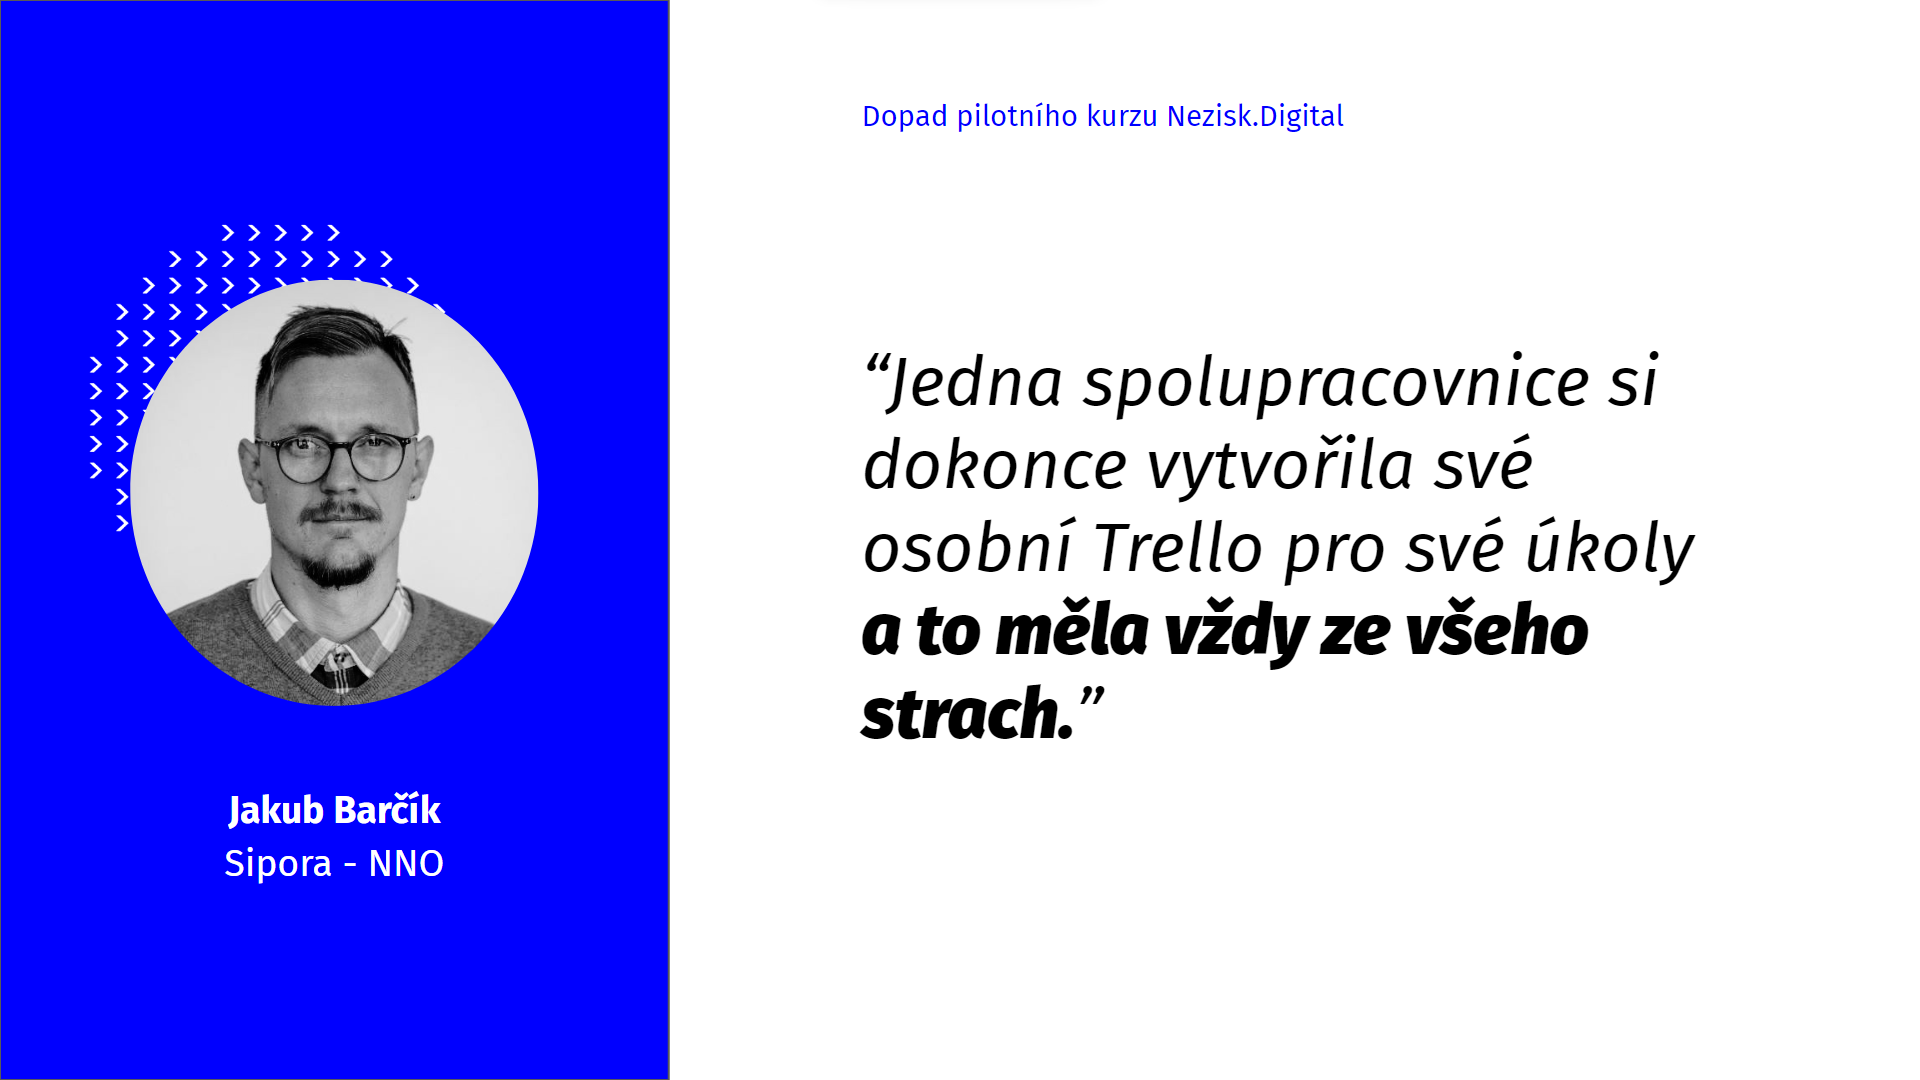 Dopad pilotního kurzu Nezisk.Digital
“Jedna spolupracovnice si
dokonce vytvořila své
osobní Trello pro své úkoly
a to měla vždy ze všeho
strach.”
Jakub Barčík
Sipora - NNO